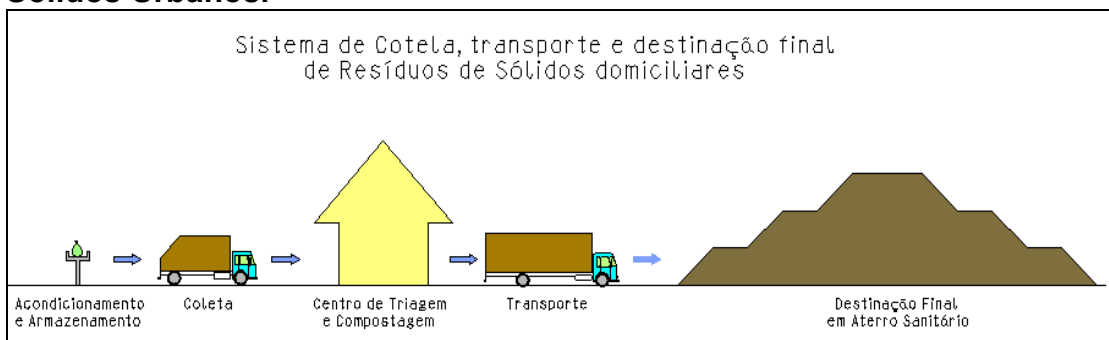 Sólidos Urbanos.
Sistema de Cotela, transporte e destinação final
de Resíduos de Sólidos domiciliares
Acondicionamento
e Armazenamento
Coleta
Centro de Triagem
e Compostagem
Transporte
Destinação Final
em Aterro Sanitário